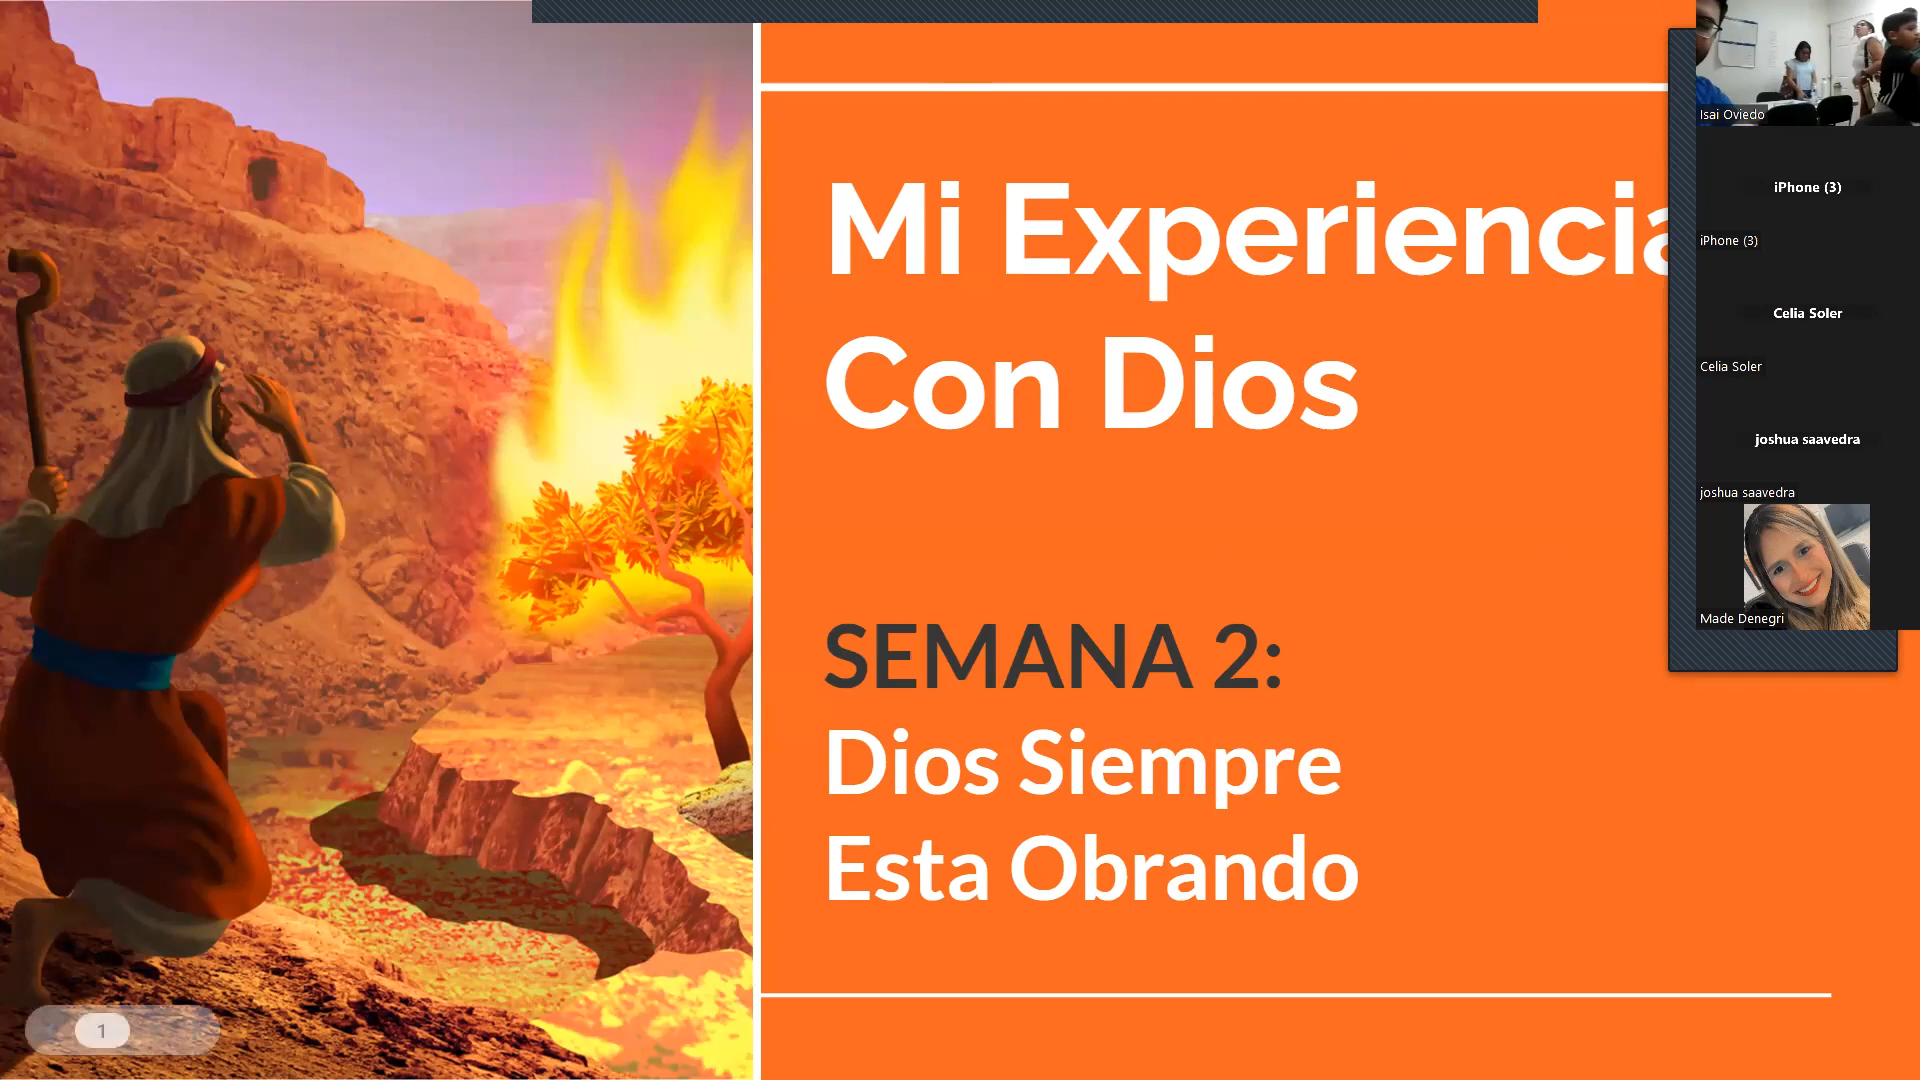 Mi Experiencia
Con Dios
SEMANA 2:
Dios Siempre
Esta Obrando
1
Isai Oviedo
iPhone (3)
iPhone (3)
Celia Soler
Celia Soler
joshua saavedra
joshua saavedra
Made Denegri